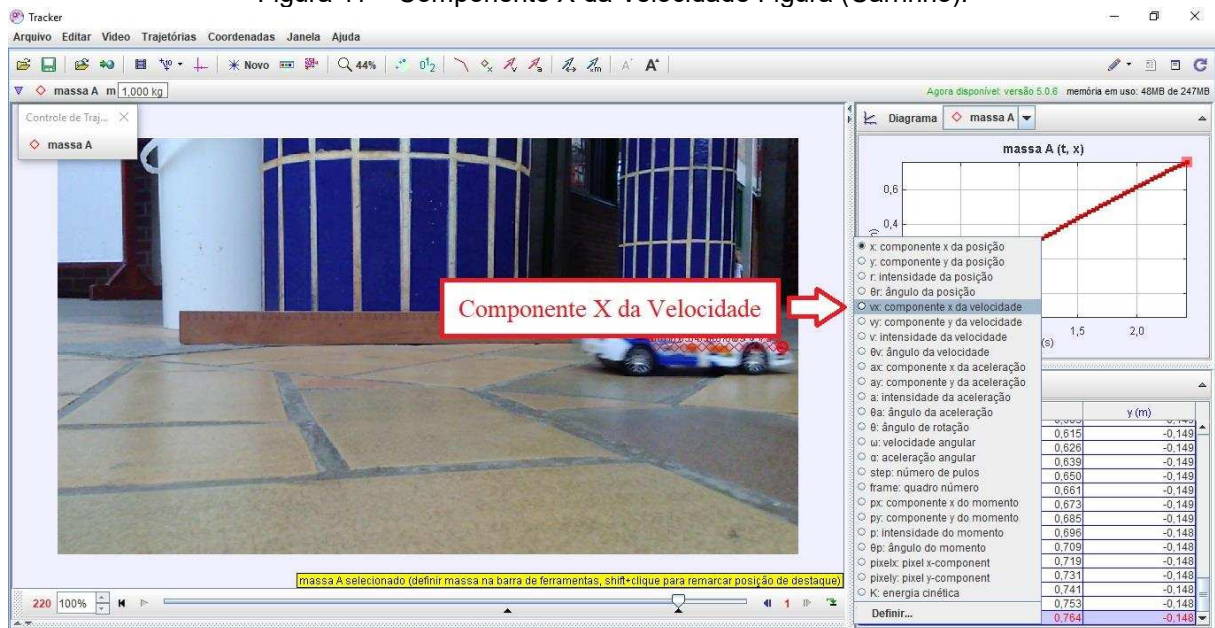 Tracker
Arquivo Editar Video Trajetórias Coordenadas Janela Ajuda
Novo 44% A A
massa A m 1,000 kg Agora disponível: versão 5.0.6 memória em uso: 48MB de 247MB
Controle de Traj...
massa A
Diagrama massa A
massa A (t, x)
0,6
0,4
1,5 2,0
(s)
Componente X da Velocidade
x: componente x da posição
y: componente y da posição
r: intensidade da posição
θr: ângulo da posição
vx: componente x da velocidade
vy: componente y da velocidade
v: intensidade da velocidade
θv: ângulo da velocidade
ax: componente x da aceleração
ay: componente y da aceleração
a: intensidade da aceleração
θa: ângulo da aceleração
θ: ângulo de rotação
ω: velocidade angular
α: aceleração angular
step: número de pulos
frame: quadro número
px: componente x do momento
py: componente y do momento
p: intensidade do momento
θp: ângulo do momento
pixelx: pixel x-component
pixely: pixel y-component
K: energia cinética
Definir...
y (m)
0,615 -0,149
0,626 -0,149
0,639 -0,149
0,650 -0,149
0,661 -0,149
0,673 -0,149
0,685 -0,149
0,696 -0,148
0,709 -0,148
0,719 -0,148
0,731 -0,148
0,741 -0,148
0,753 -0,148
0,764 -0,148
massa A selecionado (definir massa na barra de ferramentas, shift+clique para remarcar posição de destaque)
220 100% 1